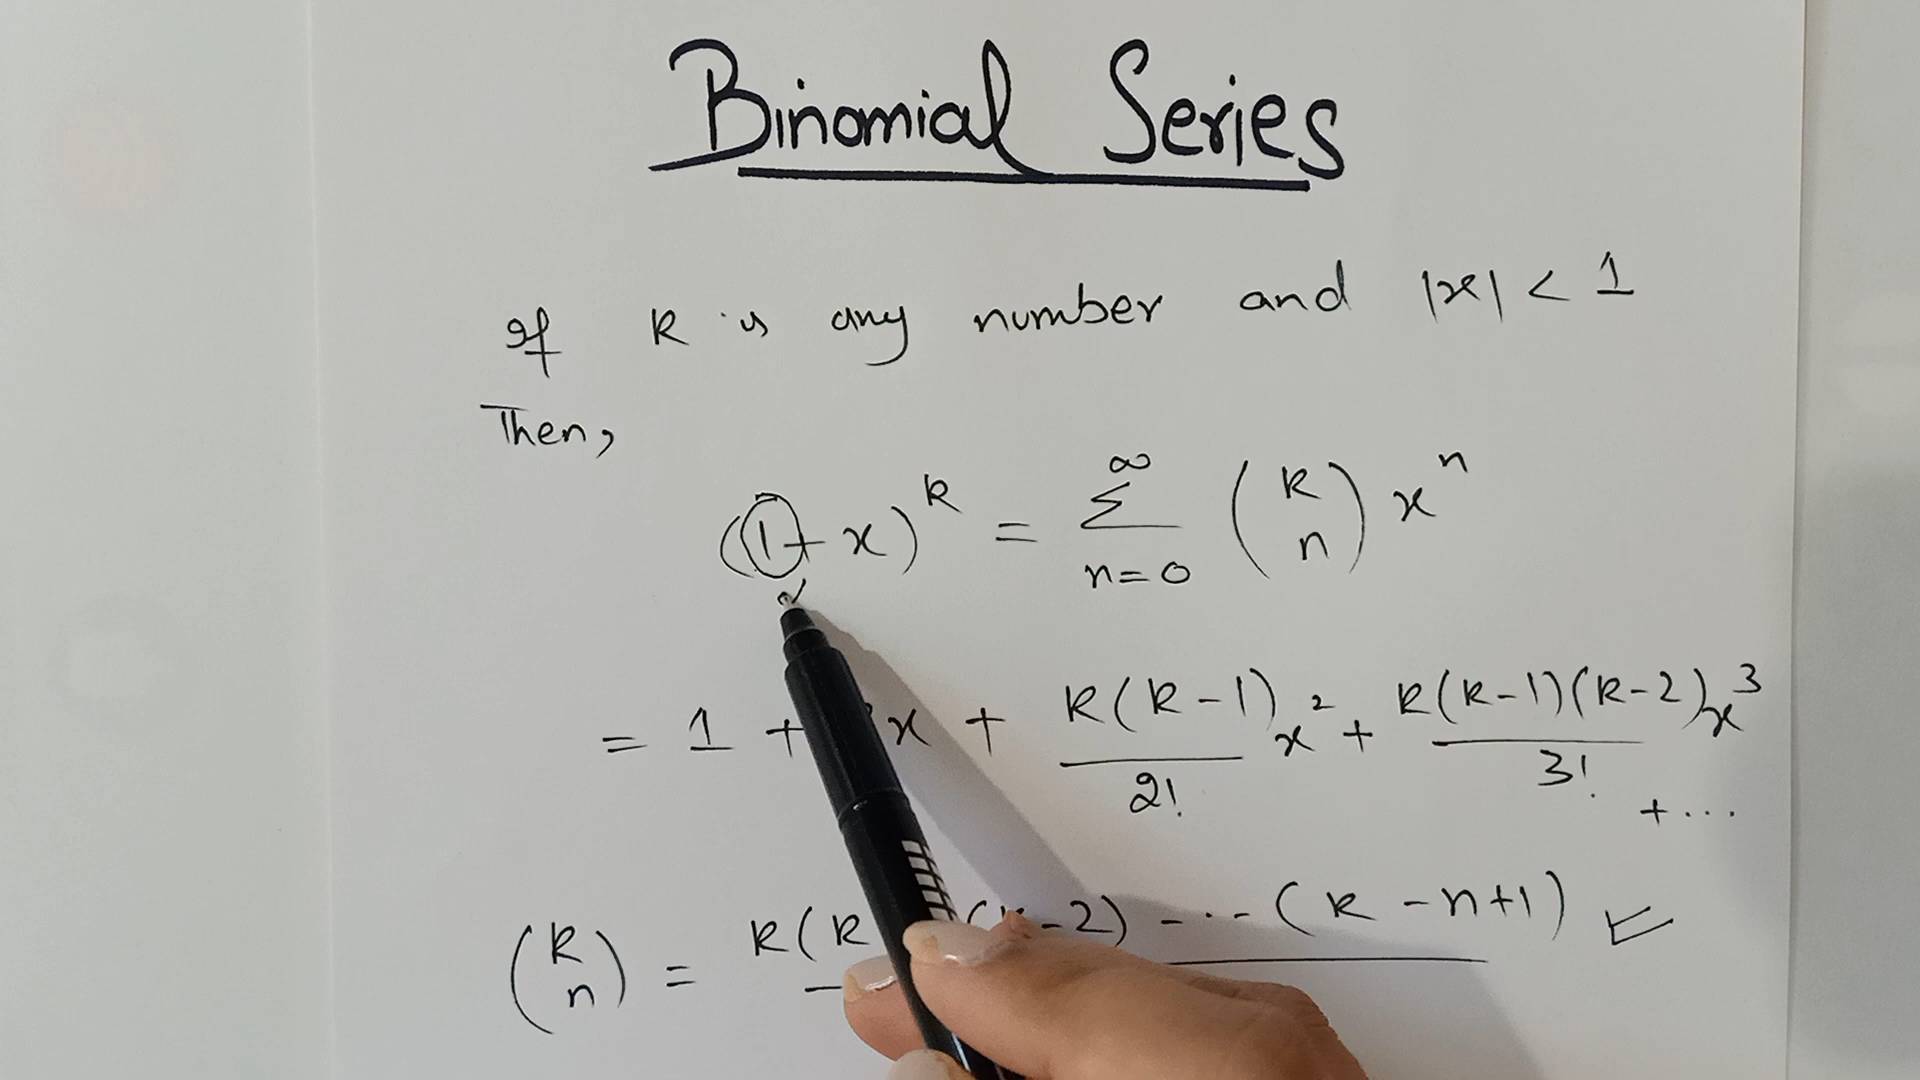 Binomial Series
If k is any number and |x| < 1
Then,
(1+x)^k = ∑_{n=0}^{∞} (k n) x^n
= 1 + x + k(k-1)/2! x^2 + k(k-1)(k-2)/3! x^3 + ...
(k n) = k(k -2) ---- (k -n+1)